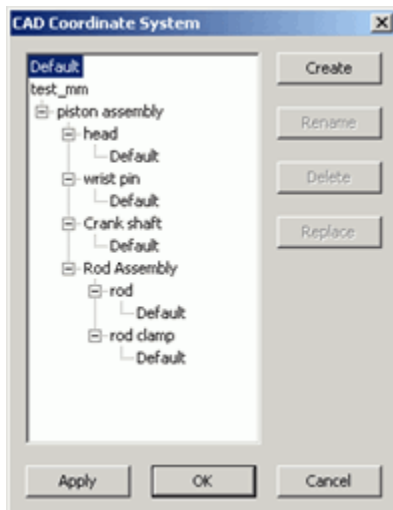 CAD Coordinate System
Default
test_mm
piston assembly
head
Default
wrist pin
Default
Crank shaft
Default
Rod Assembly
rod
Default
rod clamp
Default
Create
Rename
Delete
Replace
Apply
OK
Cancel